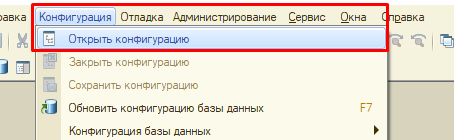 равка Конфигурация Отладка Администрирование Сервис Окна Справка
Открыть конфигурацию
Закрыть конфигурацию
Сохранить конфигурацию
Обновить конфигурацию базы данных F7
Конфигурация базы данных